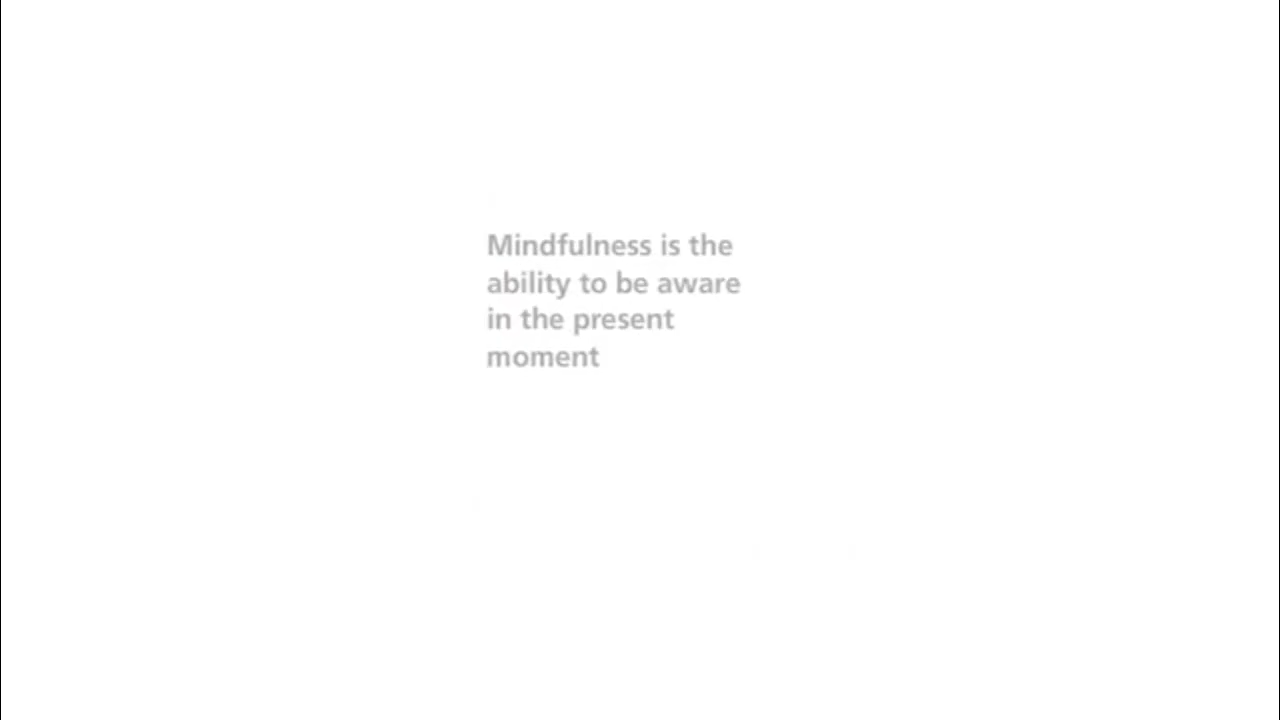 Mindfulness is the
ability to be aware
in the present
moment